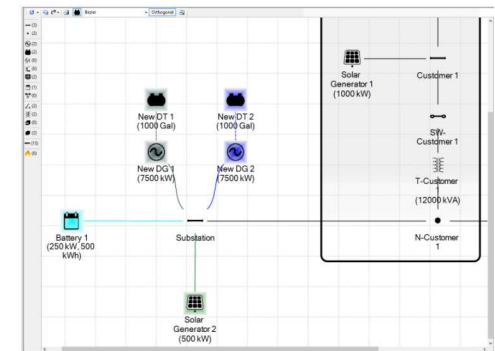 Bezier
Orthogonal
Solar
Generator 1
(1000 kW)
Customer 1
SW-
Customer 1
T-Customer
1
(12000 kVA)
N-Customer
1
New DT 1
(1000 Gal)
New DT 2
(1000 Gal)
New DG 1
(7500 kW)
New DG 2
(7500 kW)
Battery 1
(250 kW, 500
kWh)
Substation
Solar
Generator 2
(500 kW)